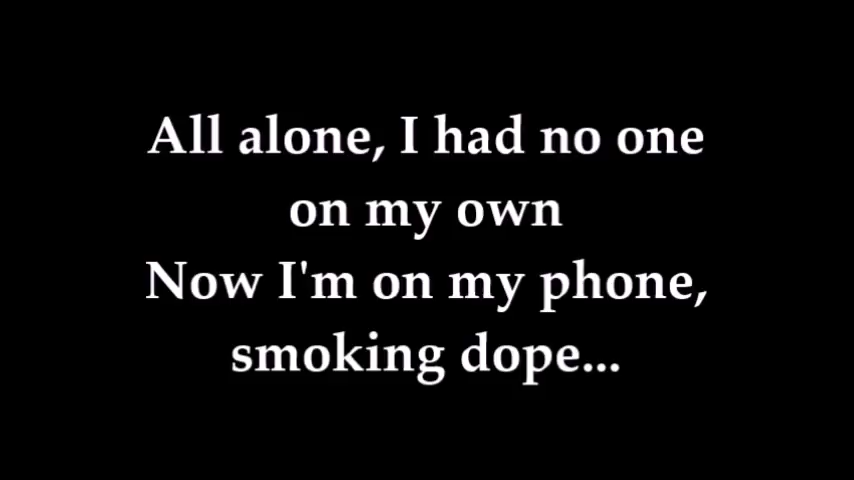 All alone, I had no one
on my own
Now I'm on my phone,
smoking dope...